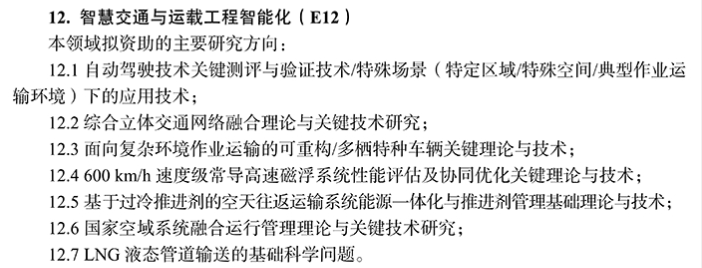 12. 智慧交通与运载工程智能化（E12）
本领域拟资助的主要研究方向：
12.1 自动驾驶技术关键测评与验证技术/特殊场景（特定区域/特殊空间/典型作业运
输环境）下的应用技术；
12.2 综合立体交通网络融合理论与关键技术研究；
12.3 面向复杂环境作业运输的可重构/多栖特种车辆关键理论与技术；
12.4 600 km/h 速度级常导高速磁浮系统性能评估及协同优化关键理论与技术；
12.5 基于过冷推进剂的空天往返运输系统能源一体化与推进剂管理基础理论与技术；
12.6 国家空域系统融合运行管理理论与关键技术研究；
12.7 LNG 液态管道输送的基础科学问题。